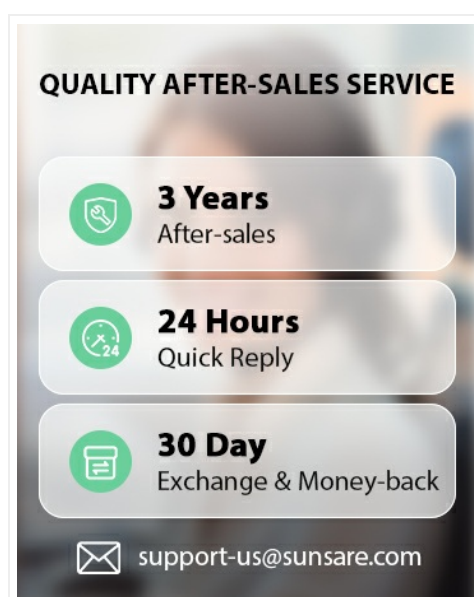 QUALITY AFTER-SALES SERVICE
3 Years
After-sales
24
24 Hours
Quick Reply
30 Day
Exchange & Money-back
support-us@sunsare.com